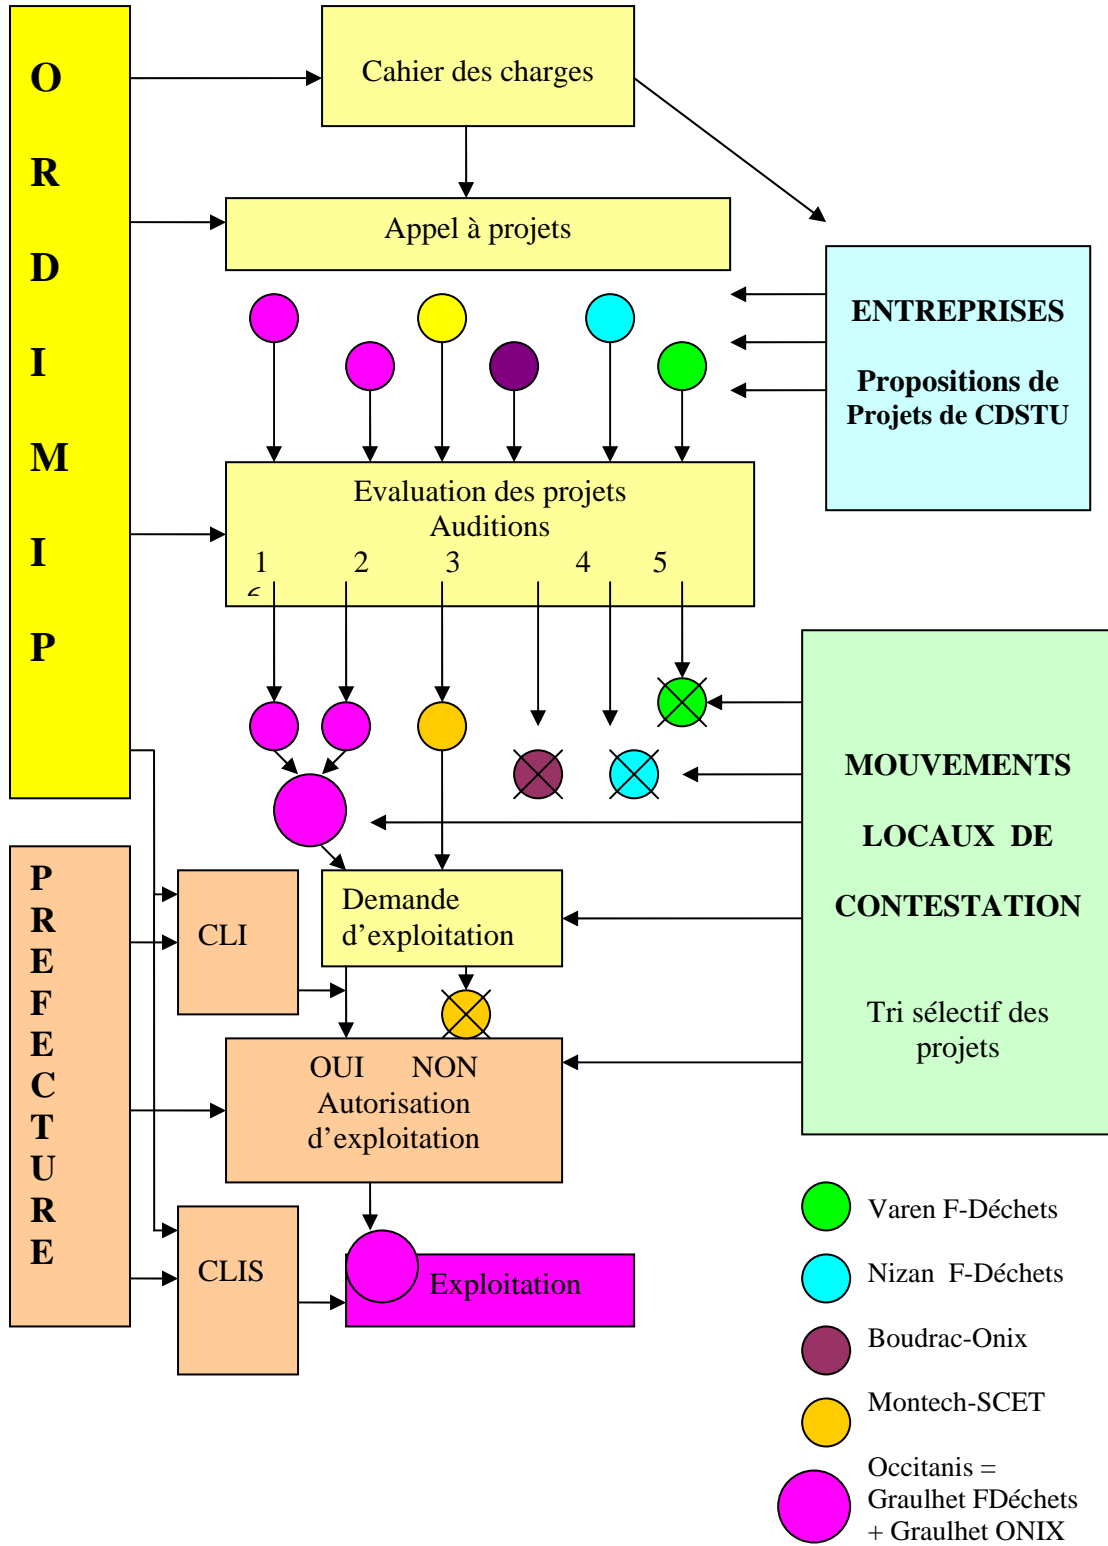 O
R
D
I
M
I
P
Cahier des charges
Appel à projets
ENTREPRISES
Propositions de
Projets de CDSTU
Evaluation des projets
Auditions
1 2 3 4 5
MOUVEMENTS
LOCAUX DE
CONTESTATION
Tri sélectif des
projets
P
R
E
F
E
C
T
U
R
E
CLI
Demande
d’exploitation
OUI NON
Autorisation
d’exploitation
CLIS
Exploitation
Varen F-Déchets
Nizan F-Déchets
Boudrac-Onix
Montech-SCET
Occitanis =
Graulhet FDéchets
+ Graulhet ONIX